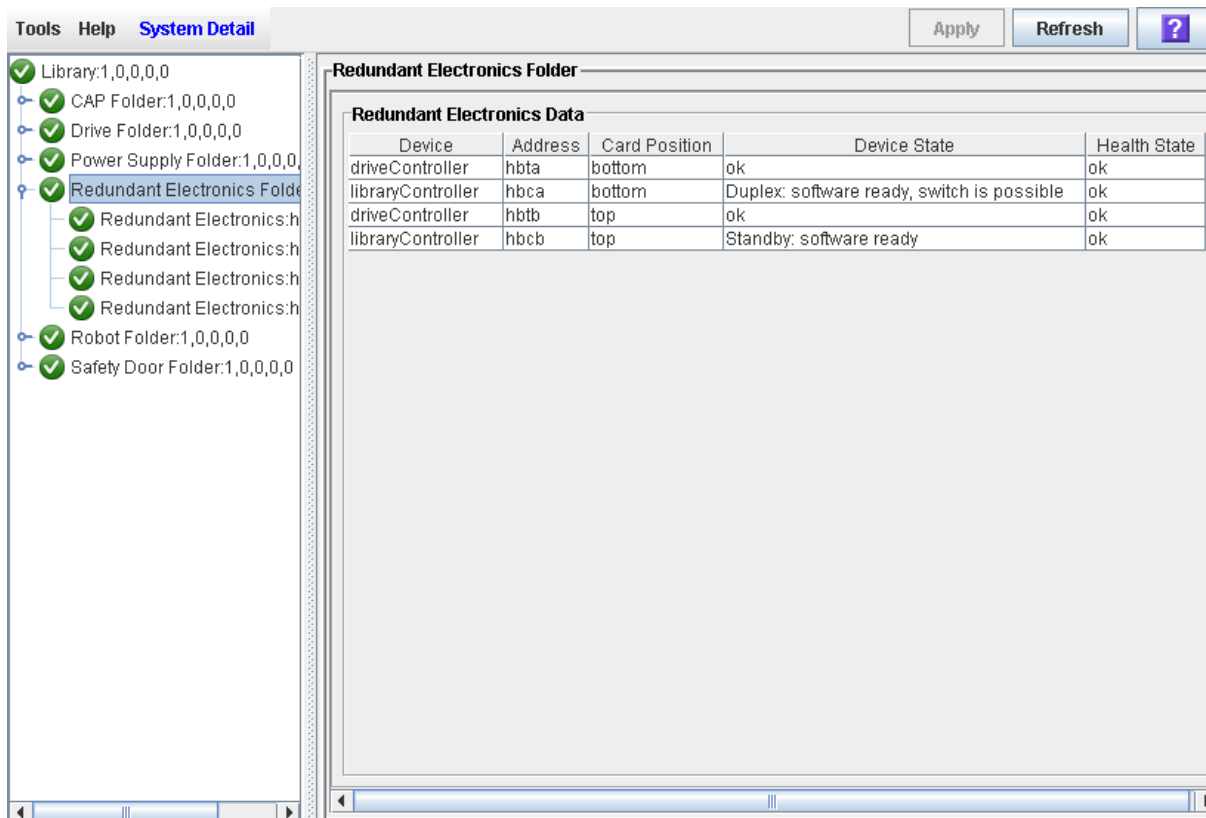 Tools Help System Detail Apply Refresh ?
Library:1,0,0,0,0
CAP Folder:1,0,0,0,0
Drive Folder:1,0,0,0,0
Power Supply Folder:1,0,0,0,
Redundant Electronics Folde
Redundant Electronics:h
Redundant Electronics:h
Redundant Electronics:h
Redundant Electronics:h
Robot Folder:1,0,0,0,0
Safety Door Folder:1,0,0,0,0
Redundant Electronics Folder
Redundant Electronics Data
Device Address Card Position Device State Health State
driveController hbta bottom ok ok
libraryController hbca bottom Duplex: software ready, switch is possible ok
driveController hbtb top ok ok
libraryController hbcb top Standby: software ready ok